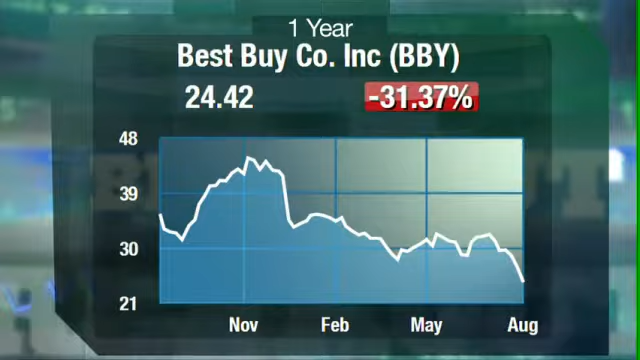 1 Year
Best Buy Co. Inc (BBY)
24.42 -31.37%
48
39
30
21
Nov Feb May Aug